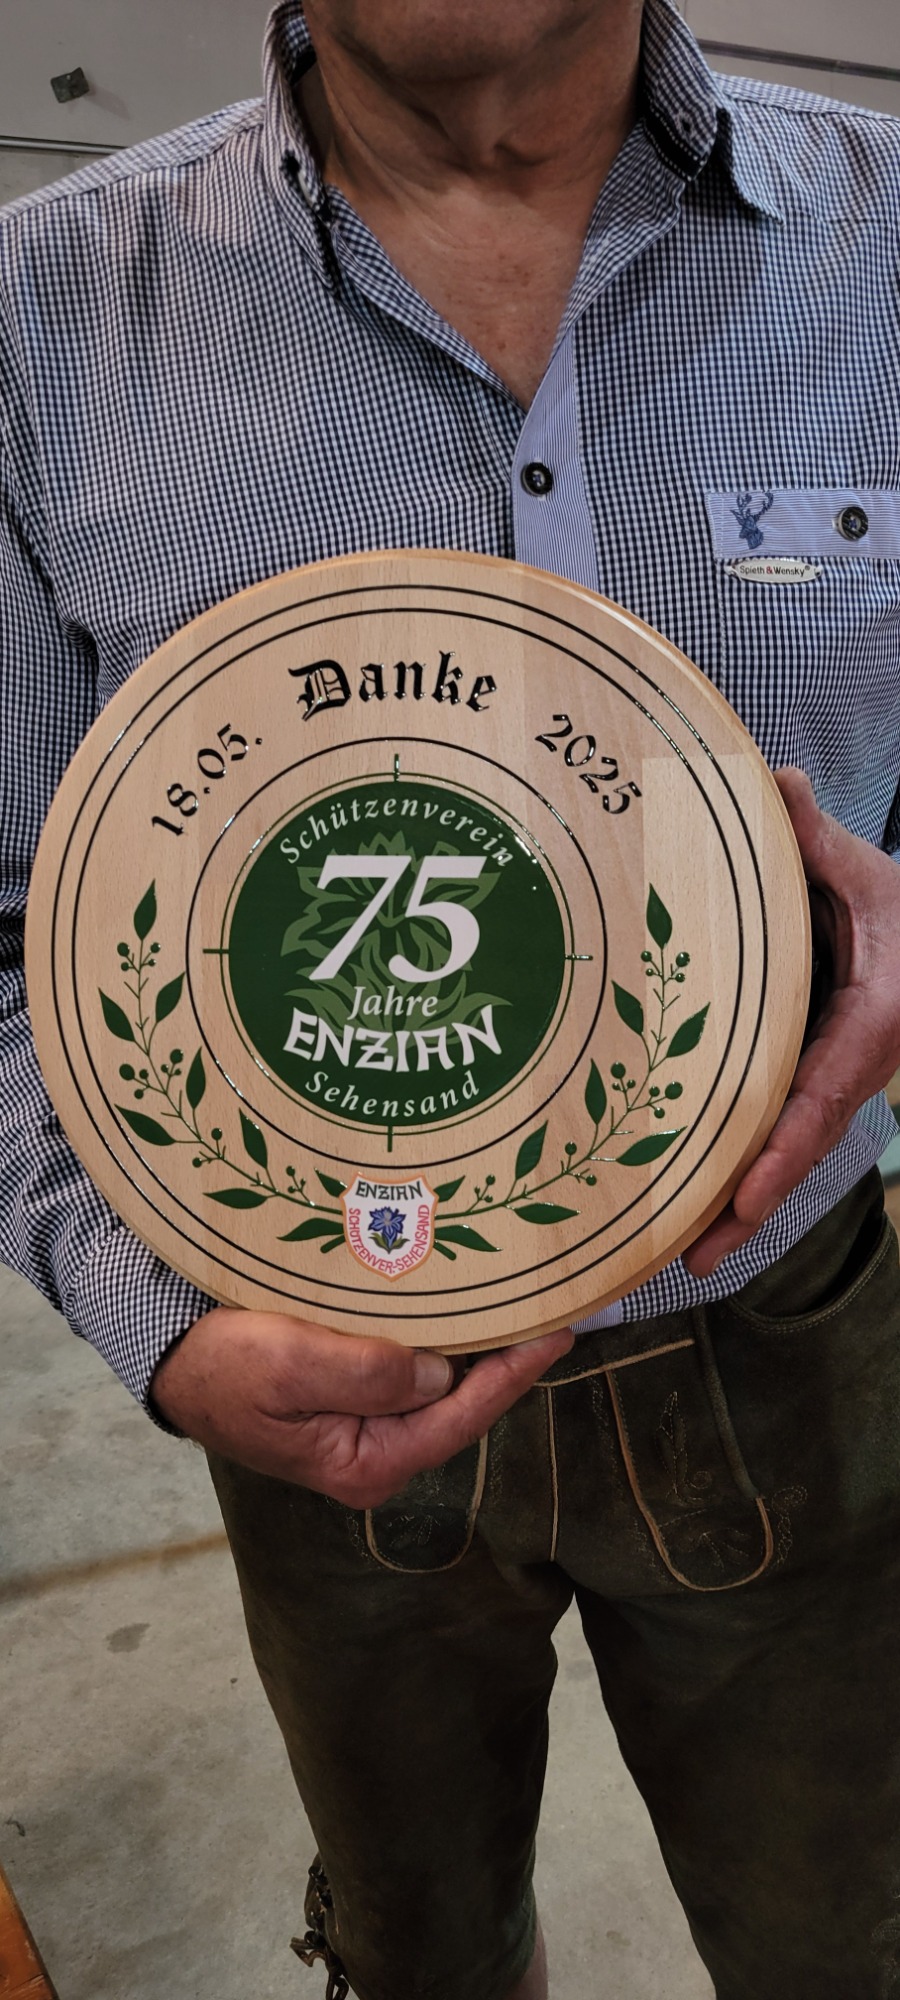 Spieth & Wensky®
Danke
18.05. 2025
Schützenverein
75
Jahre
ENZIAN
Sehensand
ENZIAN
SCHÜTZENVER-SEHENSAND